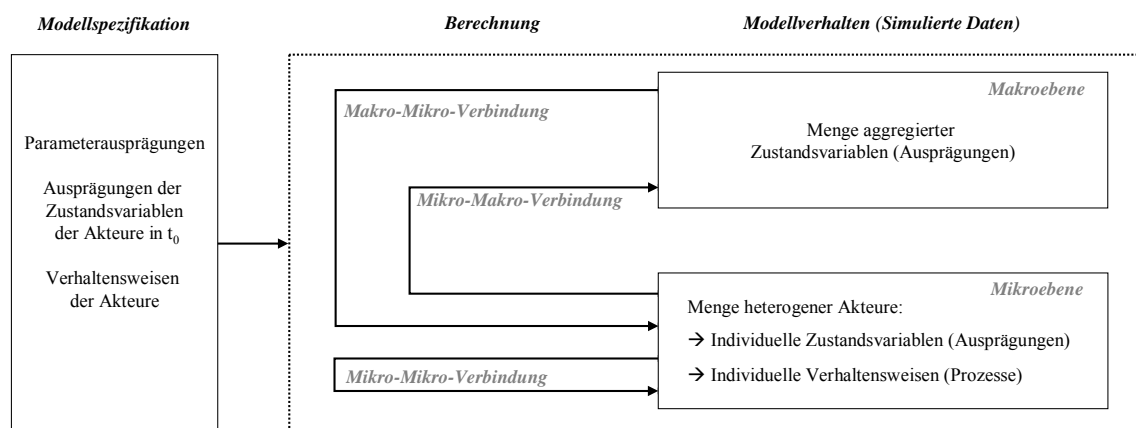 Modellspezifikation
Berechnung
Modellverhalten (Simulierte Daten)
Parameterausprägungen
Ausprägungen der
Zustandsvariablen
der Akteure in t₀
Verhaltensweisen
der Akteure
Makro-Mikro-Verbindung
Mikro-Makro-Verbindung
Mikro-Mikro-Verbindung
Makroebene
Menge aggregierter
Zustandsvariablen (Ausprägungen)
Mikroebene
Menge heterogener Akteure:
→ Individuelle Zustandsvariablen (Ausprägungen)
→ Individuelle Verhaltensweisen (Prozesse)